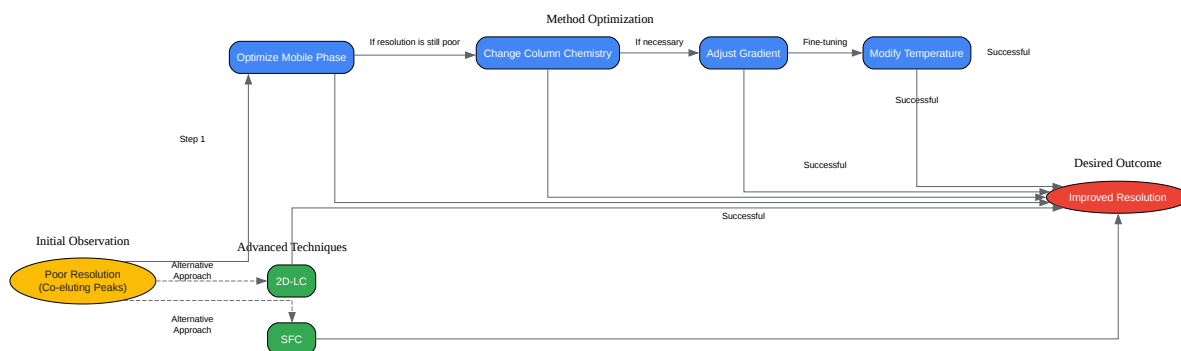 Method Optimization
Optimize Mobile Phase
If resolution is still poor
Change Column Chemistry
If necessary
Adjust Gradient
Fine-tuning
Modify Temperature
Successful
Successful
Step 1
Successful
Desired Outcome
Improved Resolution
Successful
Initial Observation
Advanced Techniques
Poor Resolution
(Co-eluting Peaks)
Alternative
Approach
2D-LC
Alternative
Approach
SFC